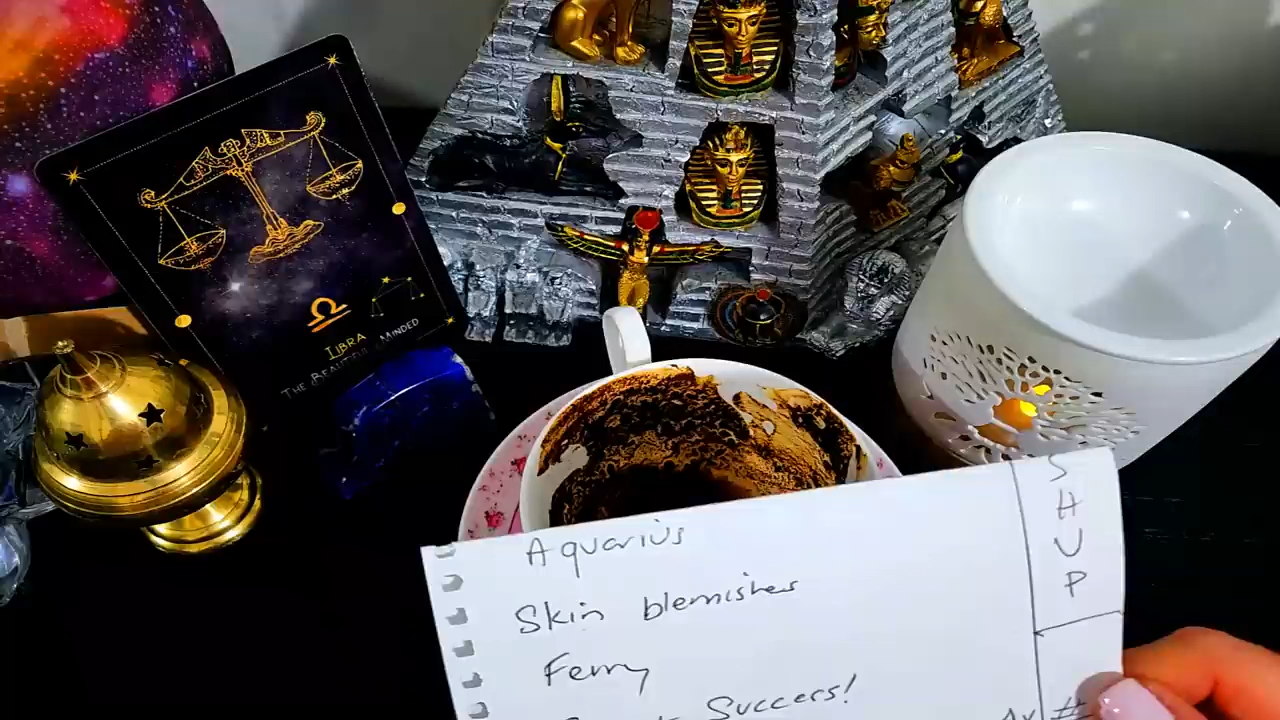 ♎
LIBRA
THE BEAUTIFUL MINDED
Aquarius
Skin blemishes
Ferry
Success!
S
H
U
P
#